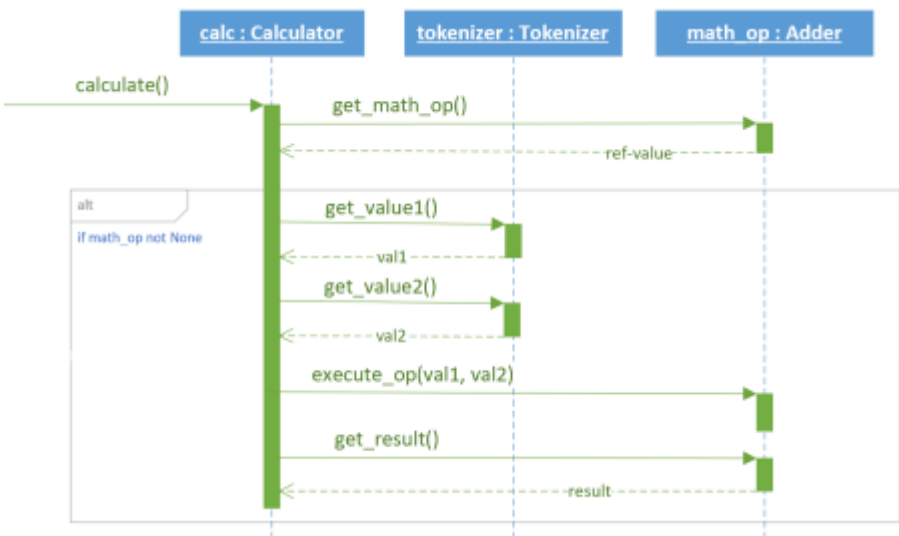 calc : Calculator
tokenizer : Tokenizer
math_op : Adder
calculate()
get_math_op()
ref-value
alt
if math_op not None
get_value1()
val1
get_value2()
val2
execute_op(val1, val2)
get_result()
result